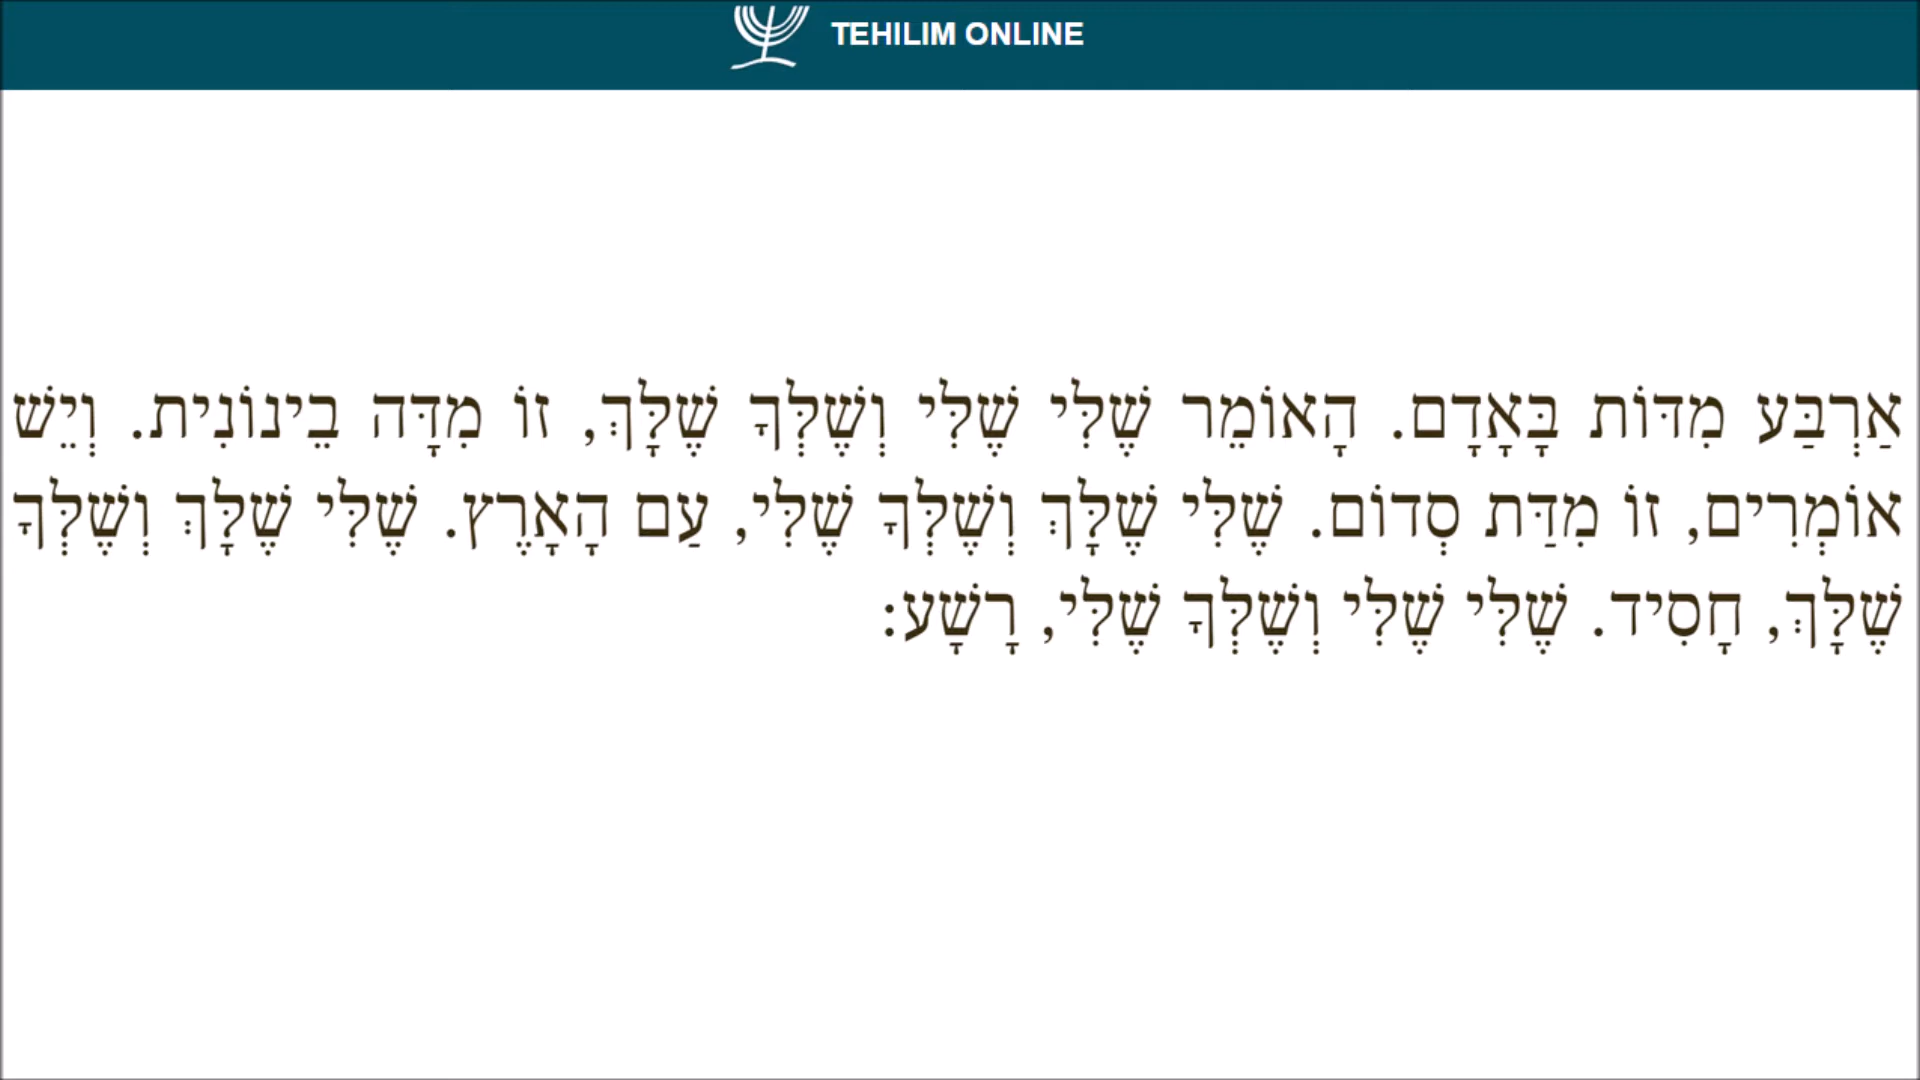 TEHILIM ONLINE
אַרְבַּע מִדּוֹת בָּאָדָם. הָאוֹמֵר שֶׁלִּי שֶׁלִּי וְשֶׁלְּךָ שֶׁלָּךְ, זוֹ מִדָּה בֵינוֹנִית. וְיֵשׁ
אוֹמְרִים, זוֹ מִדַּת סְדוֹם. שֶׁלִּי שֶׁלָּךְ וְשֶׁלְּךָ שֶׁלִּי, עַם הָאָרֶץ. שֶׁלִּי שֶׁלָּךְ וְשֶׁלְּךָ
שֶׁלָּךְ, חָסִיד. שֶׁלִּי שֶׁלִּי וְשֶׁלְּךָ שֶׁלִּי, רָשָׁע: